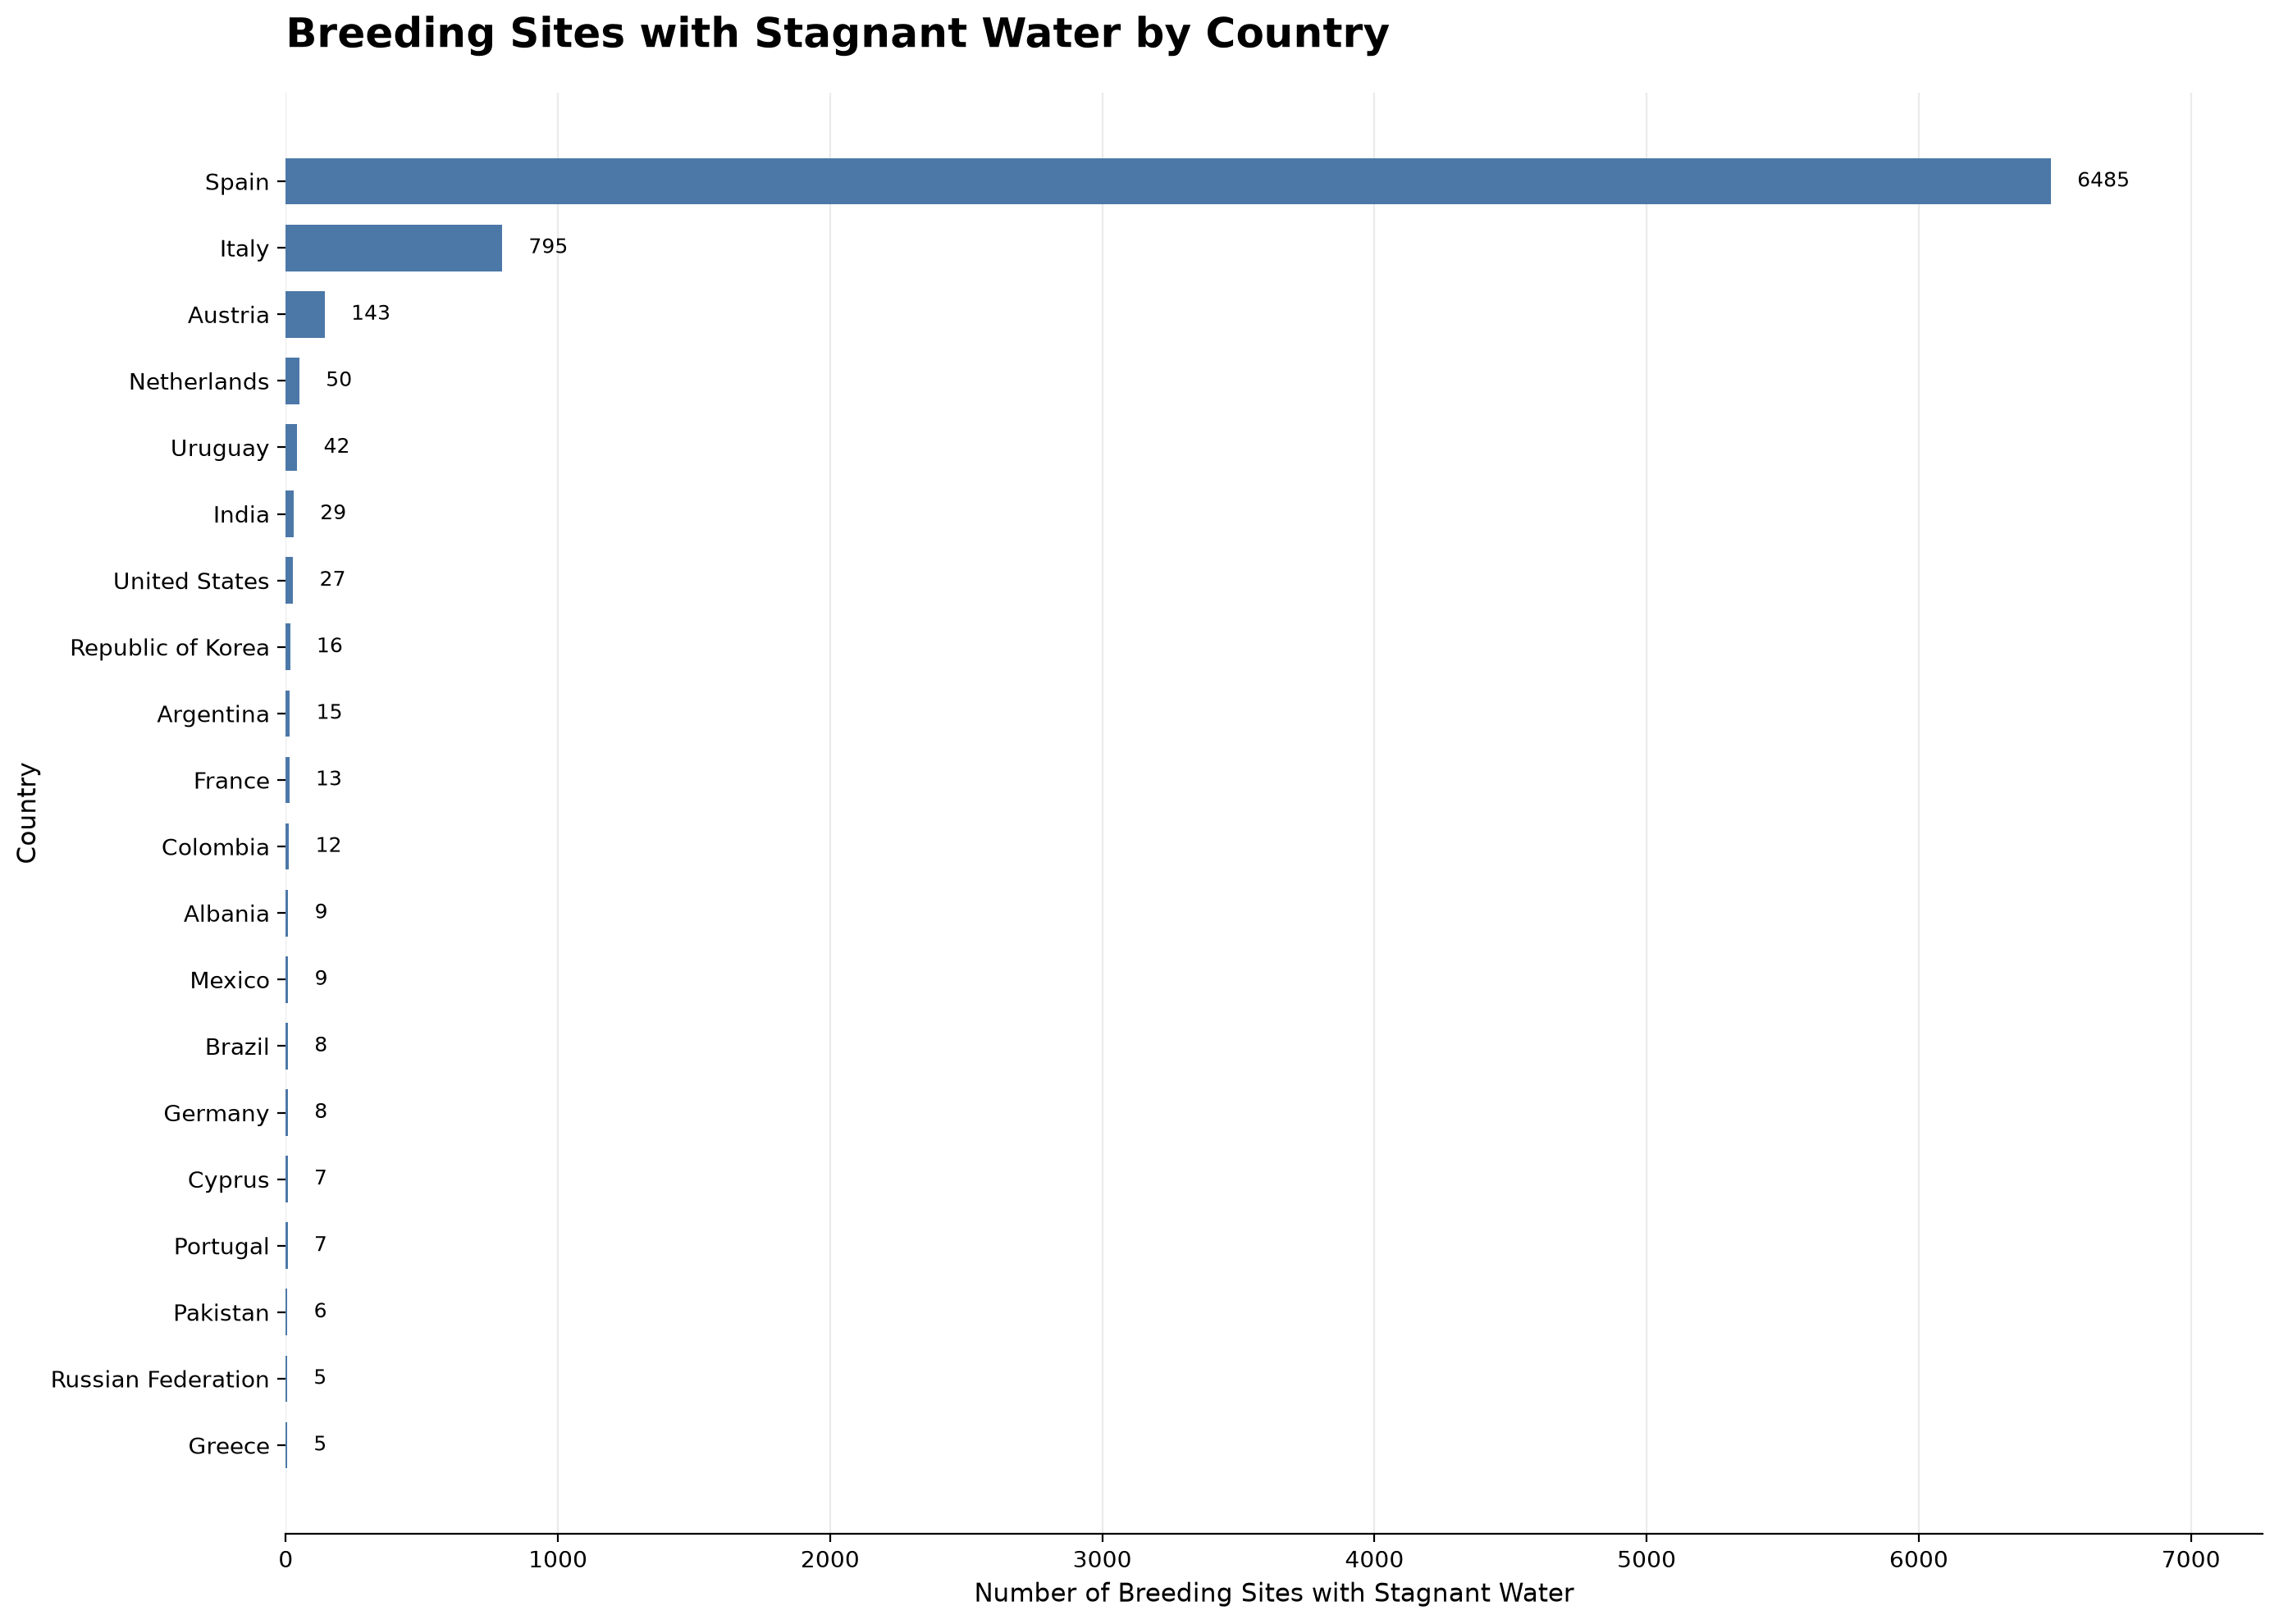 Breeding Sites with Stagnant Water by Country
Spain 6485
Italy 795
Austria 143
Netherlands 50
Uruguay 42
India 29
United States 27
Republic of Korea 16
Argentina 15
France 13
Colombia 12
Albania 9
Mexico 9
Brazil 8
Germany 8
Cyprus 7
Portugal 7
Pakistan 6
Russian Federation 5
Greece 5
Country
0 1000 2000 3000 4000 5000 6000 7000
Number of Breeding Sites with Stagnant Water